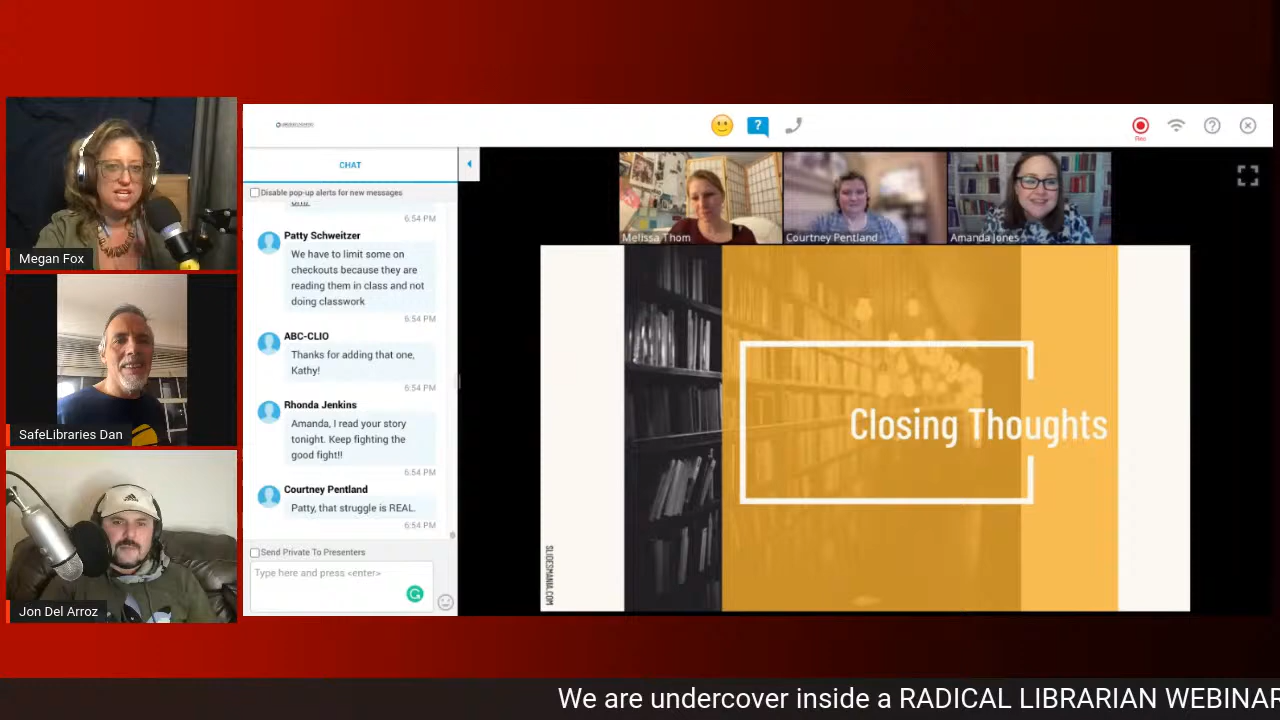 Megan Fox
SafeLibraries Dan
Jon Del Arroz
CHAT
Disable pop-up alerts for new messages
6:54 PM
Patty Schweitzer
We have to limit some on
checkouts because they are
reading them in class and not
doing classwork
6:54 PM
ABC-CLIO
Thanks for adding that one,
Kathy!
6:54 PM
Rhonda Jenkins
Amanda, I read your story
tonight. Keep fighting the
good fight!!
6:54 PM
Courtney Pentland
Patty, that struggle is REAL.
6:54 PM
Send Private To Presenters
Type here and press <enter>
?
Rec
?
Melissa Thom
Courtney Pentland
Amanda Jones
Closing Thoughts
SLIDESMANIA.COM
We are undercover inside a RADICAL LIBRARIAN WEBINAR